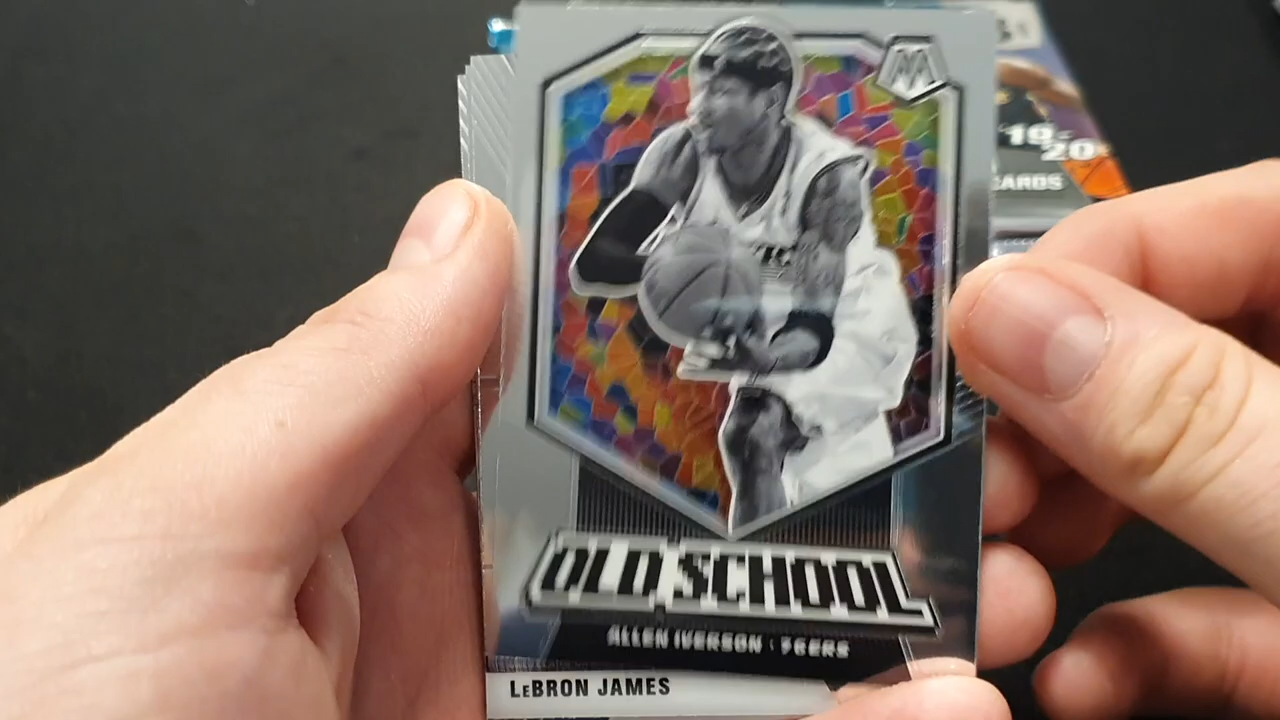 '19-
20
CARDS
OLD SCHOOL
ALLEN IVERSON 76ERS
LEBRON JAMES